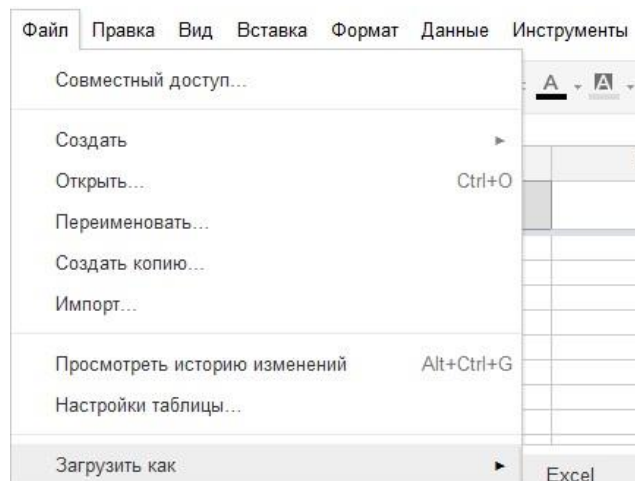 Файл Правка Вид Вставка Формат Данные Инструменты
Совместный доступ...
A A
Создать
Открыть... Ctrl+O
Переименовать...
Создать копию...
Импорт...
Просмотреть историю изменений Alt+Ctrl+G
Настройки таблицы...
Загрузить как
Excel